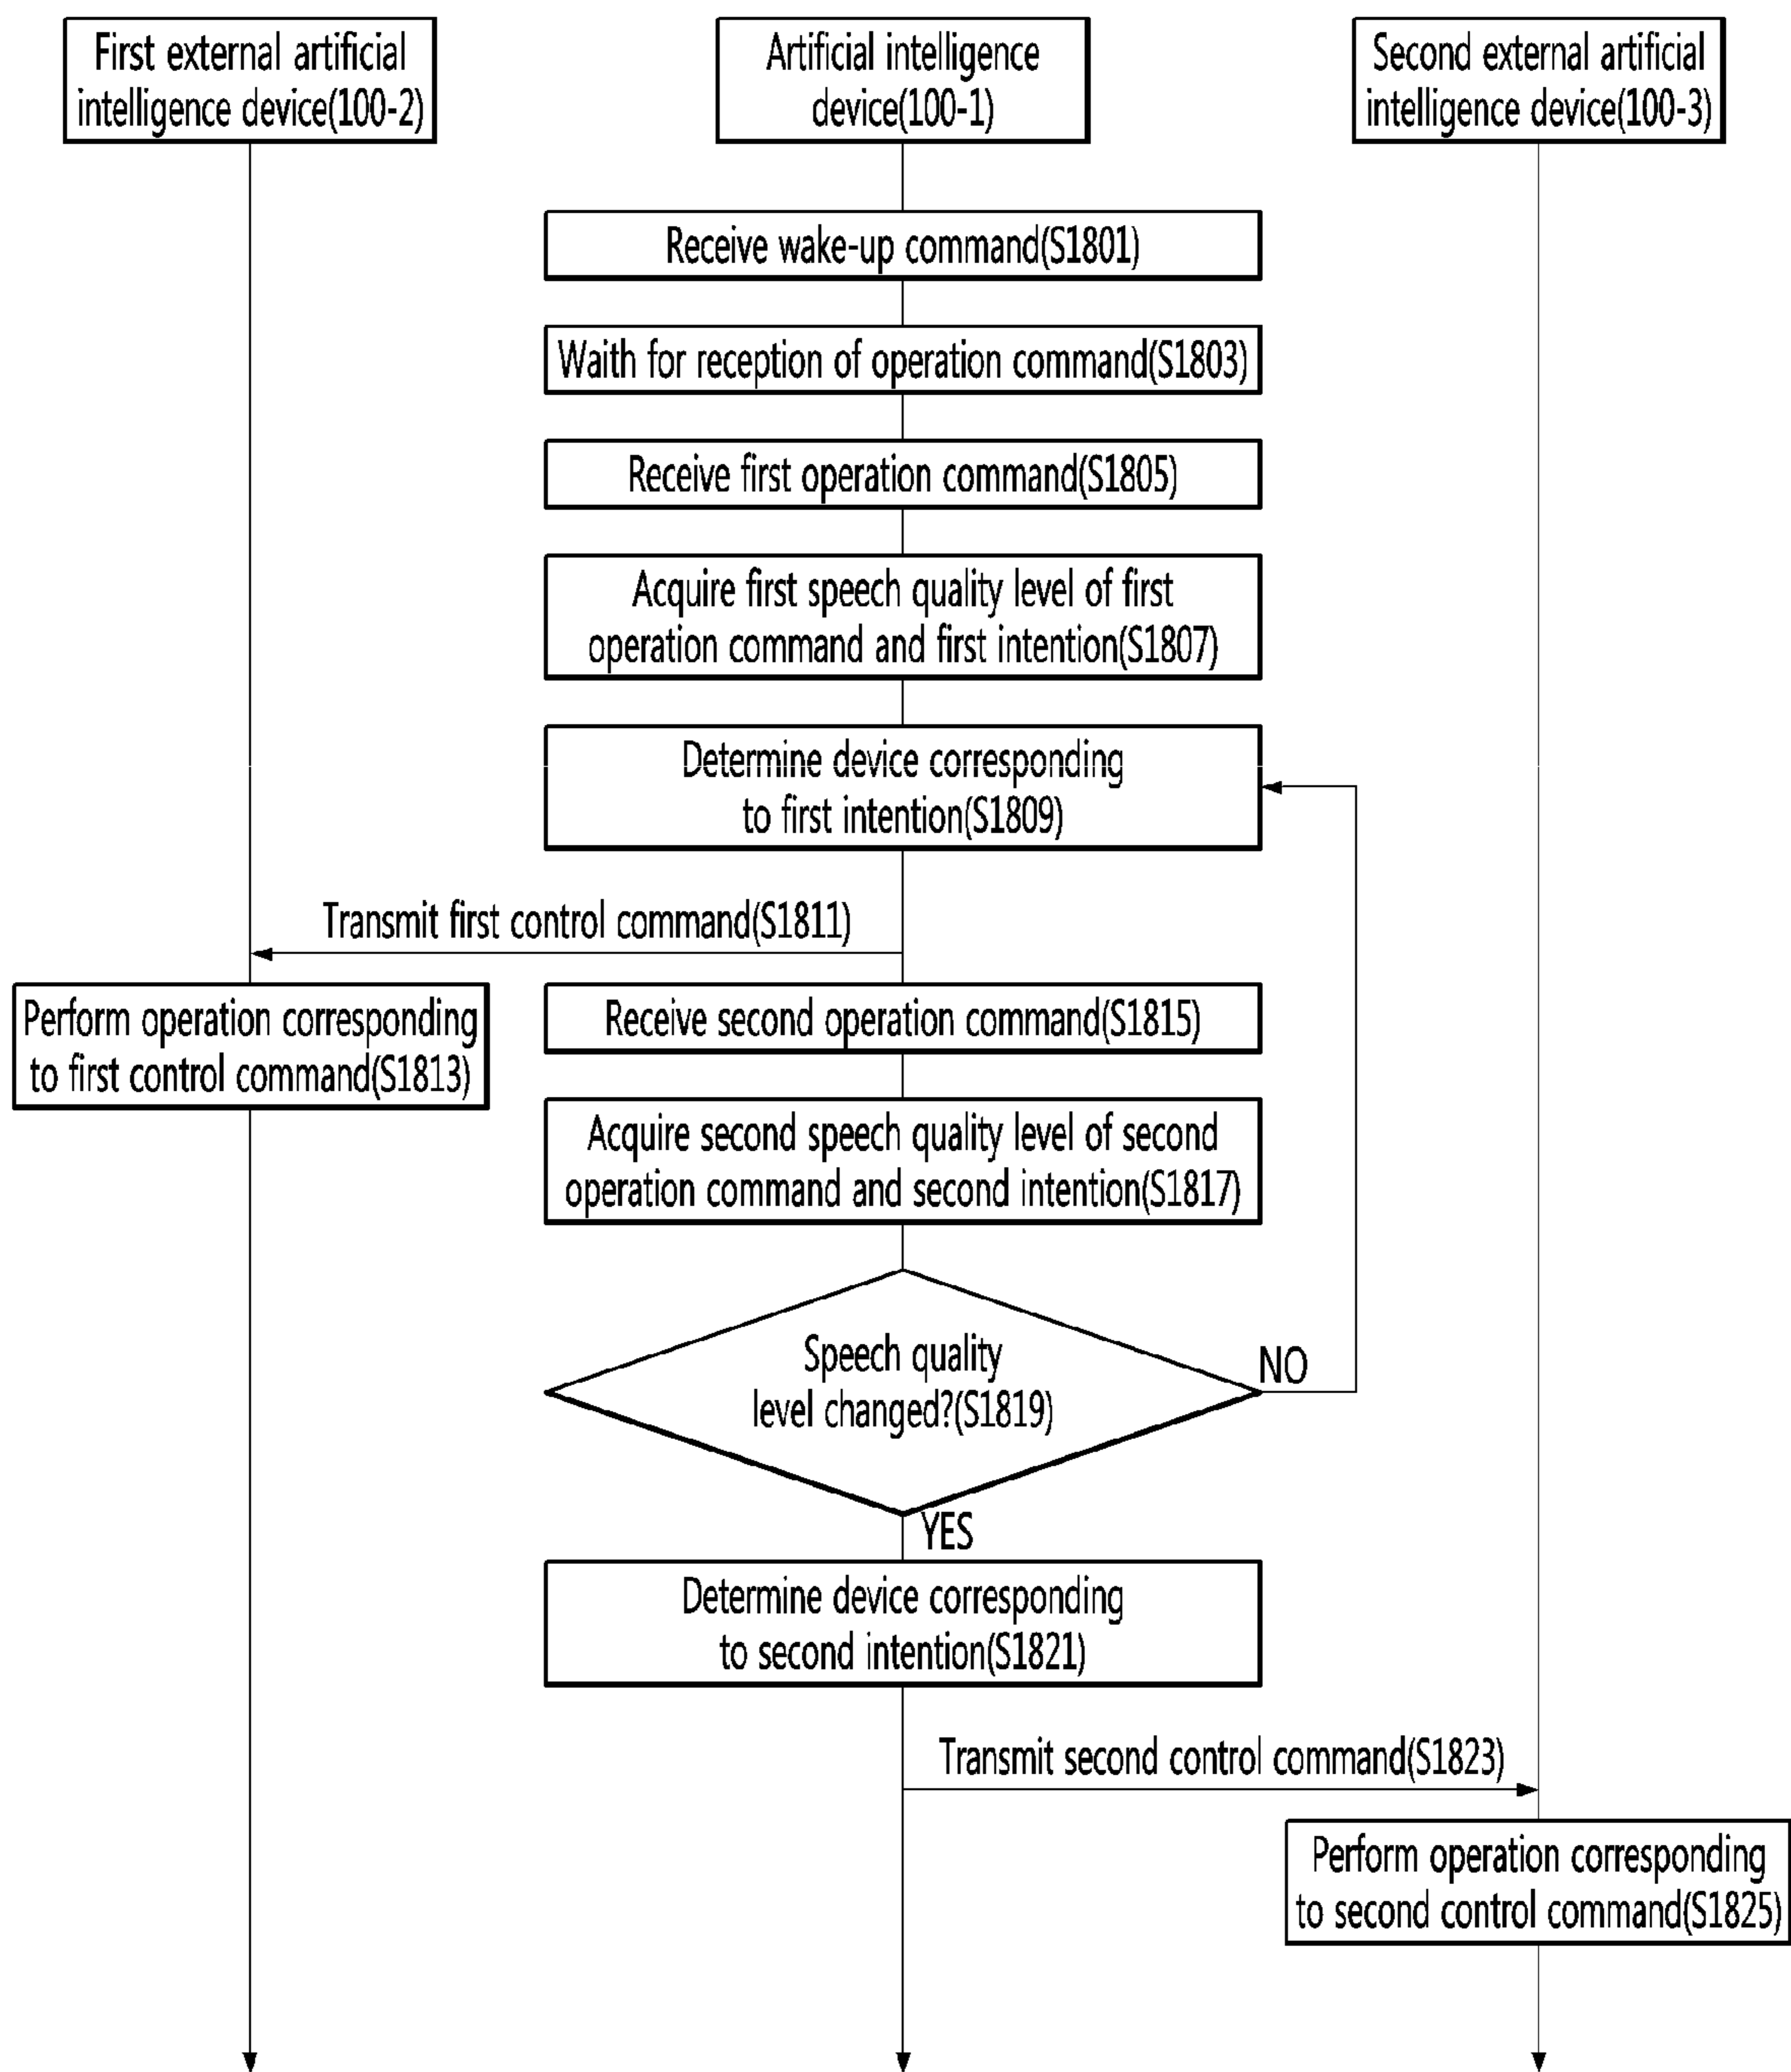 First external artificial
intelligence device(100-2)
Artificial intelligence
device(100-1)
Second external artificial
intelligence device(100-3)
Receive wake-up command(S1801)
Waith for reception of operation command(S1803)
Receive first operation command(S1805)
Acquire first speech quality level of first
operation command and first intention(S1807)
Determine device corresponding
to first intention(S1809)
Transmit first control command(S1811)
Perform operation corresponding
to first control command(S1813)
Receive second operation command(S1815)
Acquire second speech quality level of second
operation command and second intention(S1817)
Speech quality
level changed?(S1819)
NO
YES
Determine device corresponding
to second intention(S1821)
Transmit second control command(S1823)
Perform operation corresponding
to second control command(S1825)